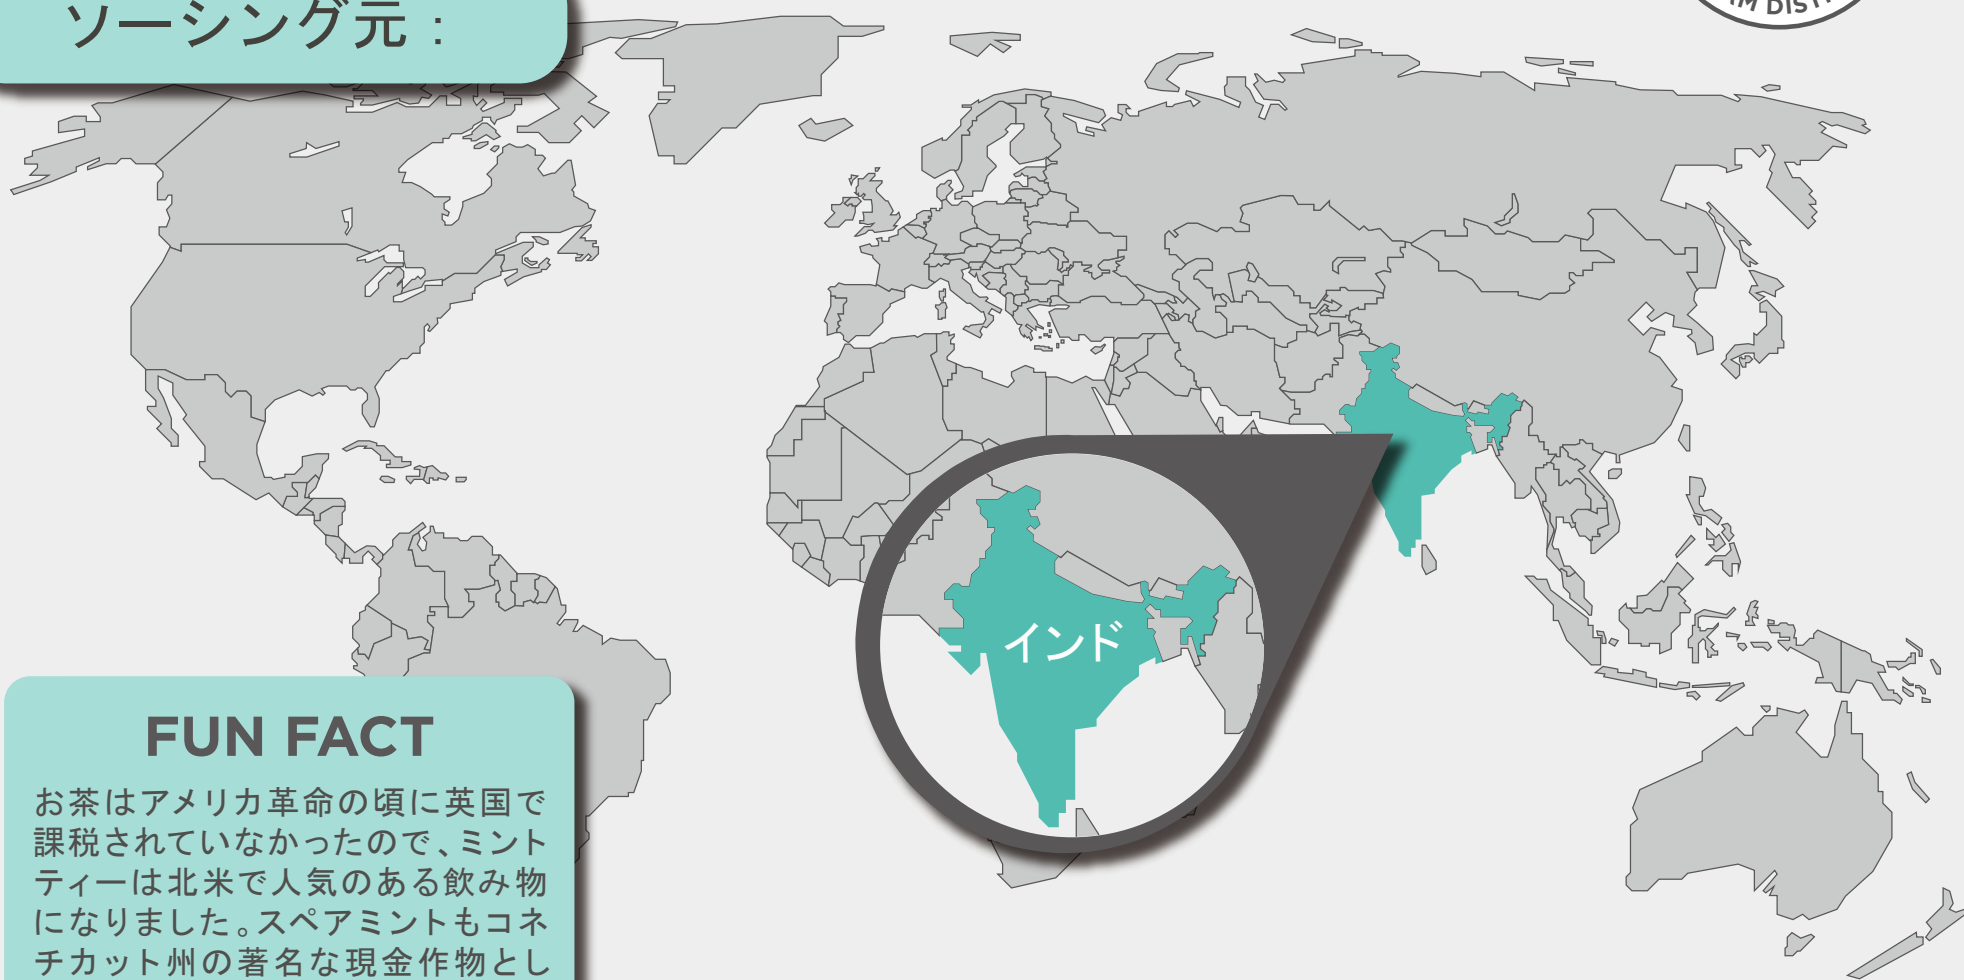 ソーシング元：
AM DIST
インド
FUN FACT
お茶はアメリカ革命の頃に英国で
課税されていなかったので、ミント
ティーは北米で人気のある飲み物
になりました。スペアミントもコネ
チカット州の著名な現金作物とし